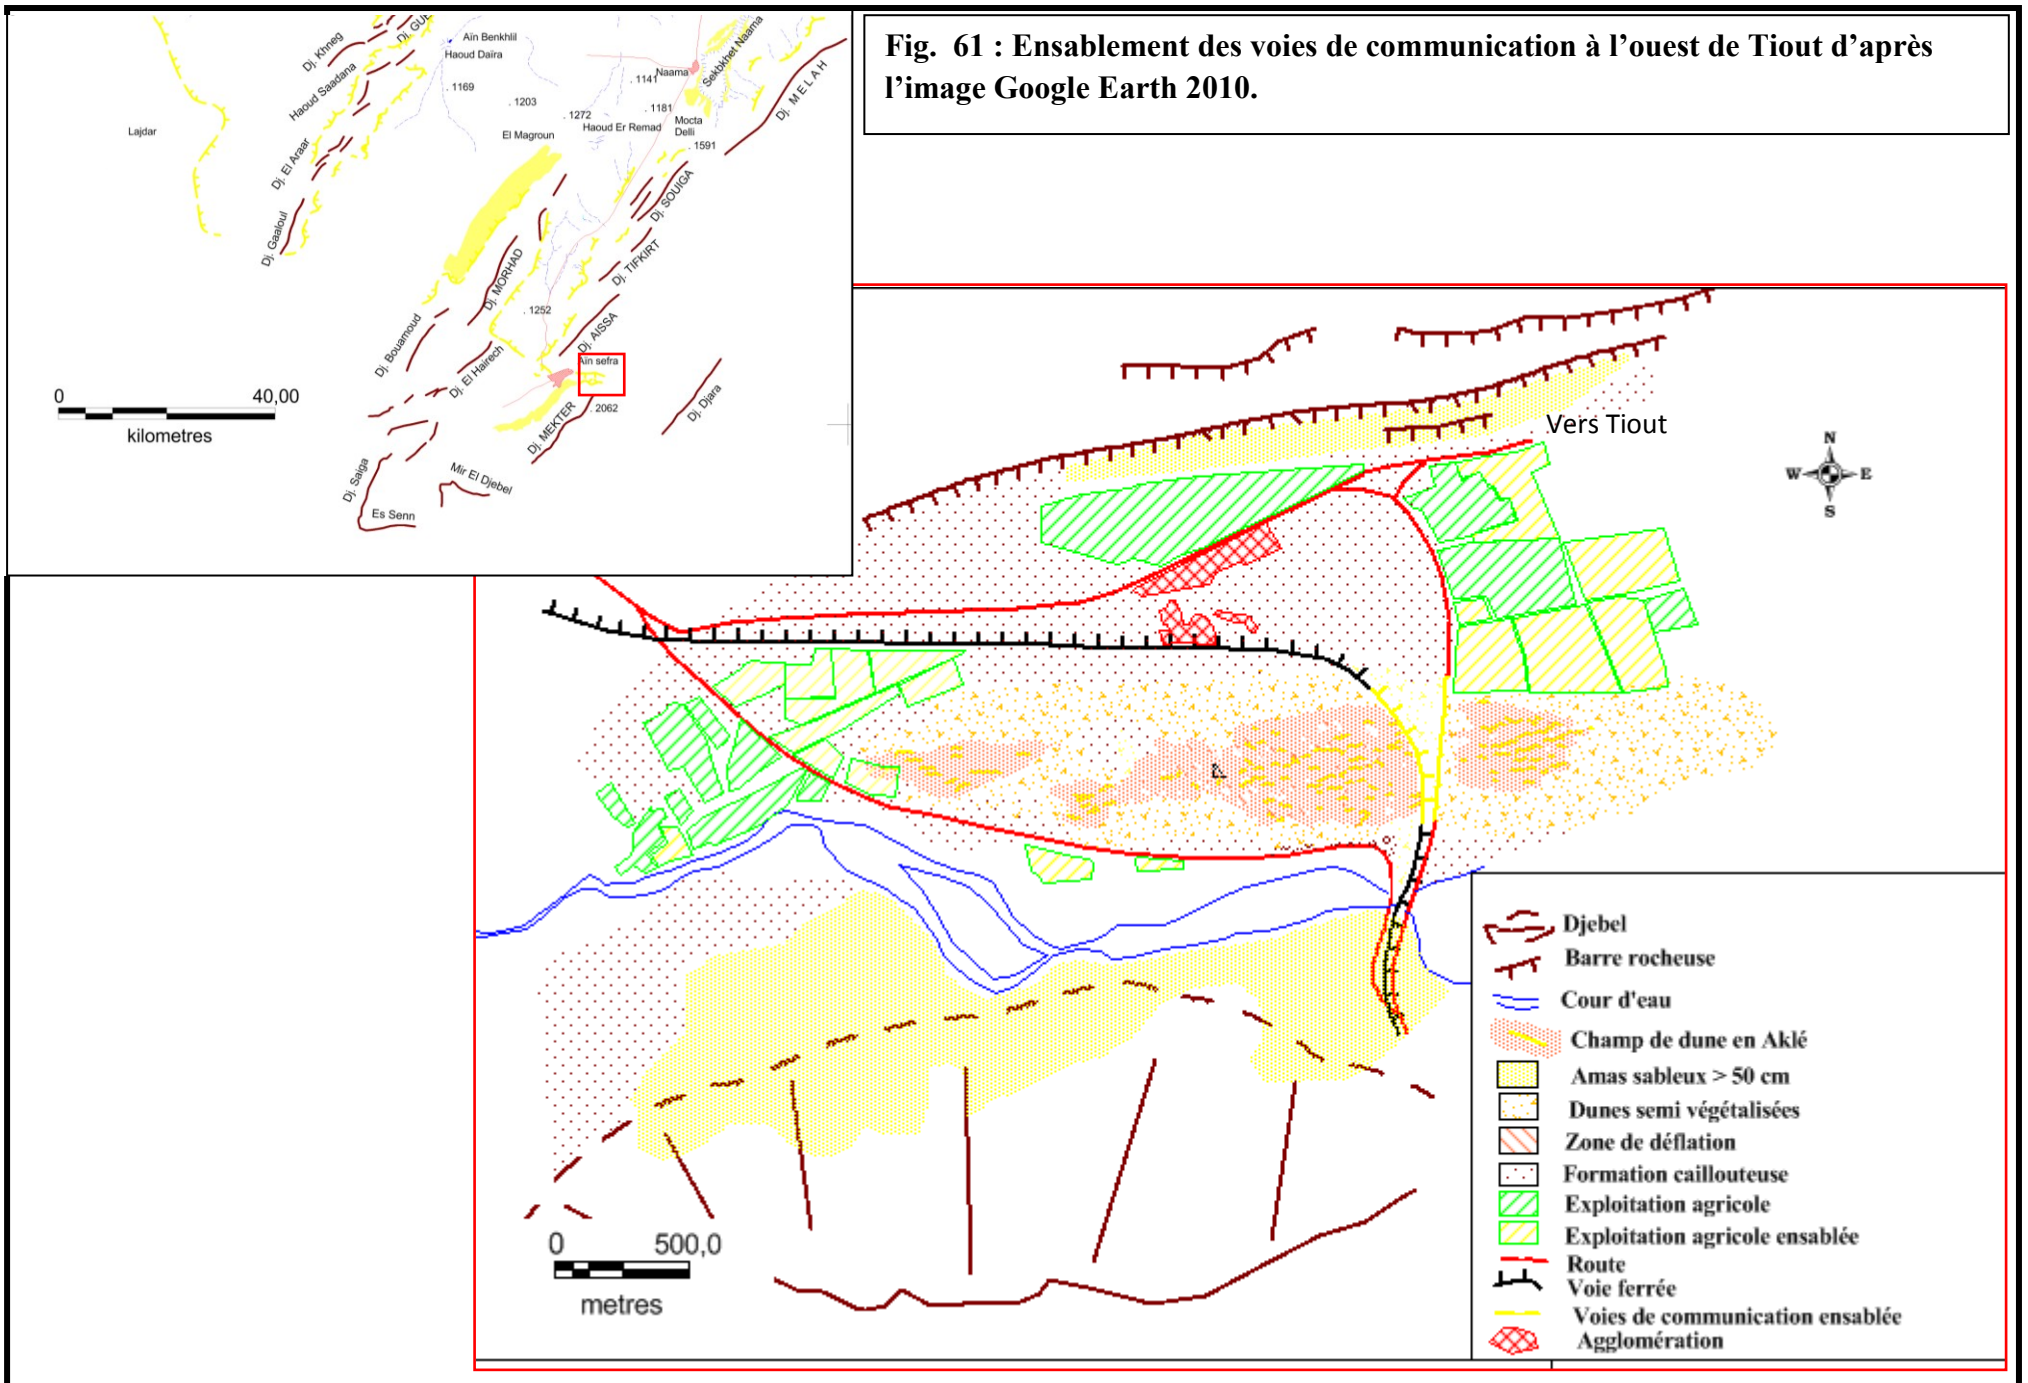 Fig. 61 : Ensablement des voies de communication à l’ouest de Tiout d’après
l’image Google Earth 2010.
Dj. Khneg
Dj. GUE
Aïn Benkhlil
Haoud Daïra
Haoud Saadana
. 1169
. 1203
. 1272
. 1141
Naama
Sekbkhet Naama
Dj. MELAH
. 1181
Lajdar
El Magroun
Haoud Er Remad
Mocta
Delli
. 1591
Dj. El Araar
Dj. SOUIGA
Dj. Gaaloul
Dj. TIFKIRT
Dj. MORHAD
. 1252
Dj. AISSA
Dj. Bouamoud
Dj. El Hairech
Aïn sefra
. 2062
Dj. Djara
Dj. MEKTER
0 40,00
kilometres
Dj. Saiga
Mir El Djebel
Es Senn
Vers Tiout
N
W E
S
0 500,0
metres
Djebel
Barre rocheuse
Cour d'eau
Champ de dune en Aklé
Amas sableux > 50 cm
Dunes semi végétalisées
Zone de déflation
Formation caillouteuse
Exploitation agricole
Exploitation agricole ensablée
Route
Voie ferrée
Voies de communication ensablée
Agglomération